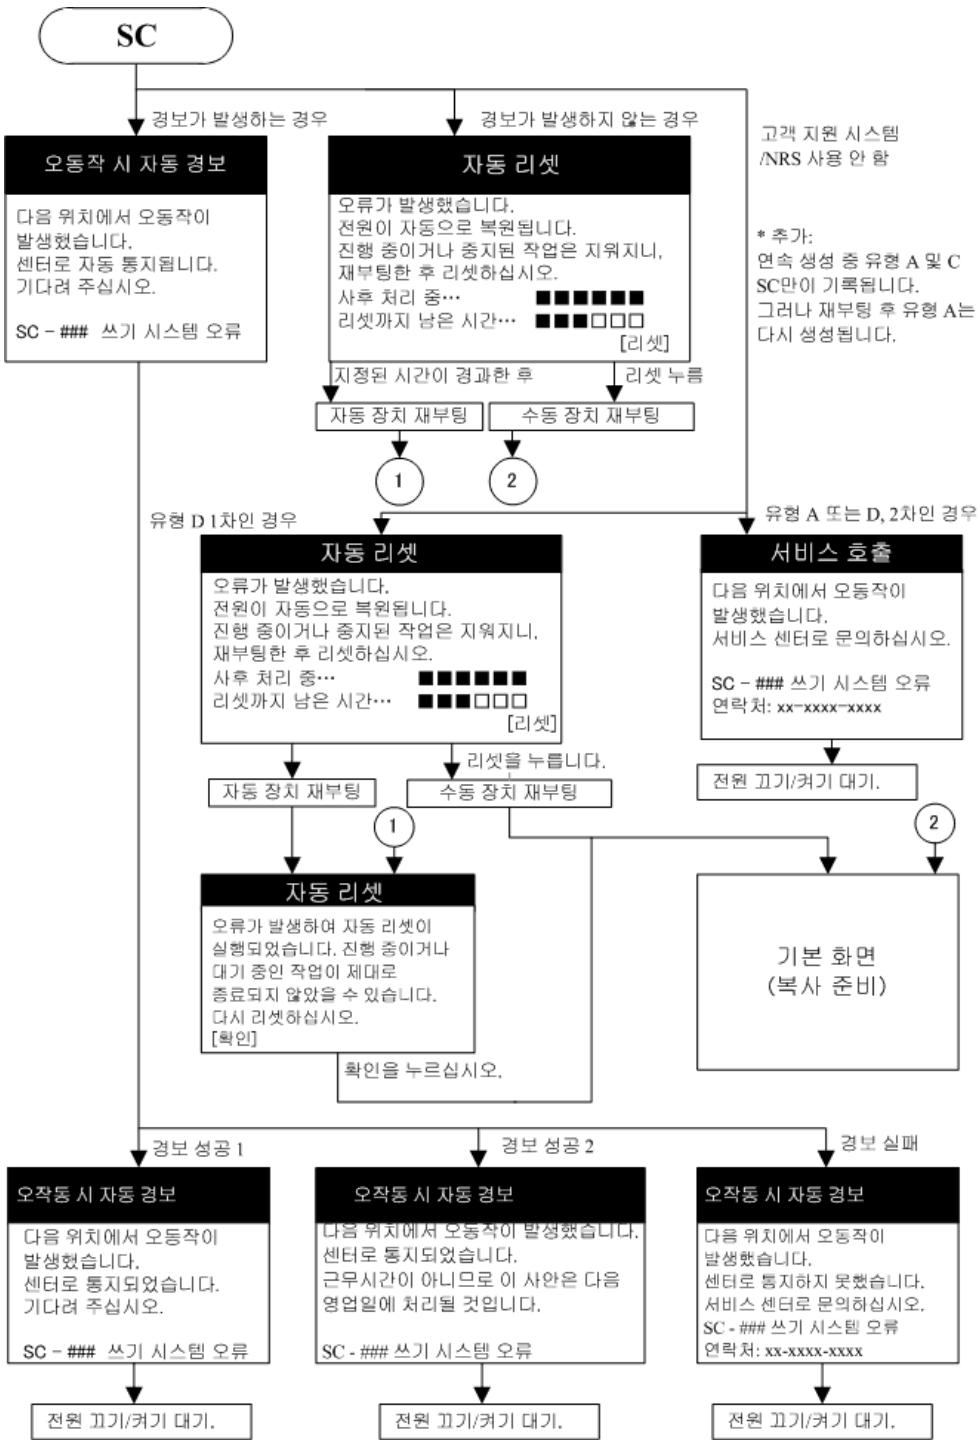 SC
경보가 발생하는 경우
경보가 발생하지 않는 경우
고객 지원 시스템
/NRS 사용 안 함
오동작 시 자동 경보
다음 위치에서 오동작이
발생했습니다.
센터로 자동 통지됩니다.
기다려 주십시오.
SC - ### 쓰기 시스템 오류
자동 리셋
오류가 발생했습니다.
전원이 자동으로 복원됩니다.
진행 중이거나 중지된 작업은 지워지니,
재부팅한 후 리셋하십시오.
사후 처리 중… ■■■■■■
리셋까지 남은 시간… ■■■□□□
[리셋]
* 추가:
연속 생성 중 유형 A 및 C
SC만이 기록됩니다.
그러나 재부팅 후 유형 A는
다시 생성됩니다.
지정된 시간이 경과한 후
리셋 누름
자동 장치 재부팅
수동 장치 재부팅
1
2
유형 D 1차인 경우
유형 A 또는 D, 2차인 경우
자동 리셋
오류가 발생했습니다.
전원이 자동으로 복원됩니다.
진행 중이거나 중지된 작업은 지워지니,
재부팅한 후 리셋하십시오.
사후 처리 중… ■■■■■■
리셋까지 남은 시간… ■■■□□□
[리셋]
서비스 호출
다음 위치에서 오동작이
발생했습니다.
서비스 센터로 문의하십시오.
SC - ### 쓰기 시스템 오류
연락처: xx-xxxx-xxxx
리셋을 누릅니다.
자동 장치 재부팅
수동 장치 재부팅
전원 끄기/켜기 대기.
1
2
자동 리셋
오류가 발생하여 자동 리셋이
실행되었습니다. 진행 중이거나
대기 중인 작업이 제대로
종료되지 않았을 수 있습니다.
다시 리셋하십시오.
[확인]
기본 화면
(복사 준비)
확인을 누르십시오.
경보 성공 1
경보 성공 2
경보 실패
오작동 시 자동 경보
다음 위치에서 오동작이
발생했습니다.
센터로 통지되었습니다.
기다려 주십시오.
SC - ### 쓰기 시스템 오류
오작동 시 자동 경보
다음 위치에서 오동작이 발생했습니다.
센터로 통지되었습니다.
근무시간이 아니므로 이 사안은 다음
영업일에 처리될 것입니다.
SC - ### 쓰기 시스템 오류
오작동 시 자동 경보
다음 위치에서 오동작이
발생했습니다.
센터로 통지하지 못했습니다.
서비스 센터로 문의하십시오.
SC - ### 쓰기 시스템 오류
연락처: xx-xxxx-xxxx
전원 끄기/켜기 대기.
전원 끄기/켜기 대기.
전원 끄기/켜기 대기.